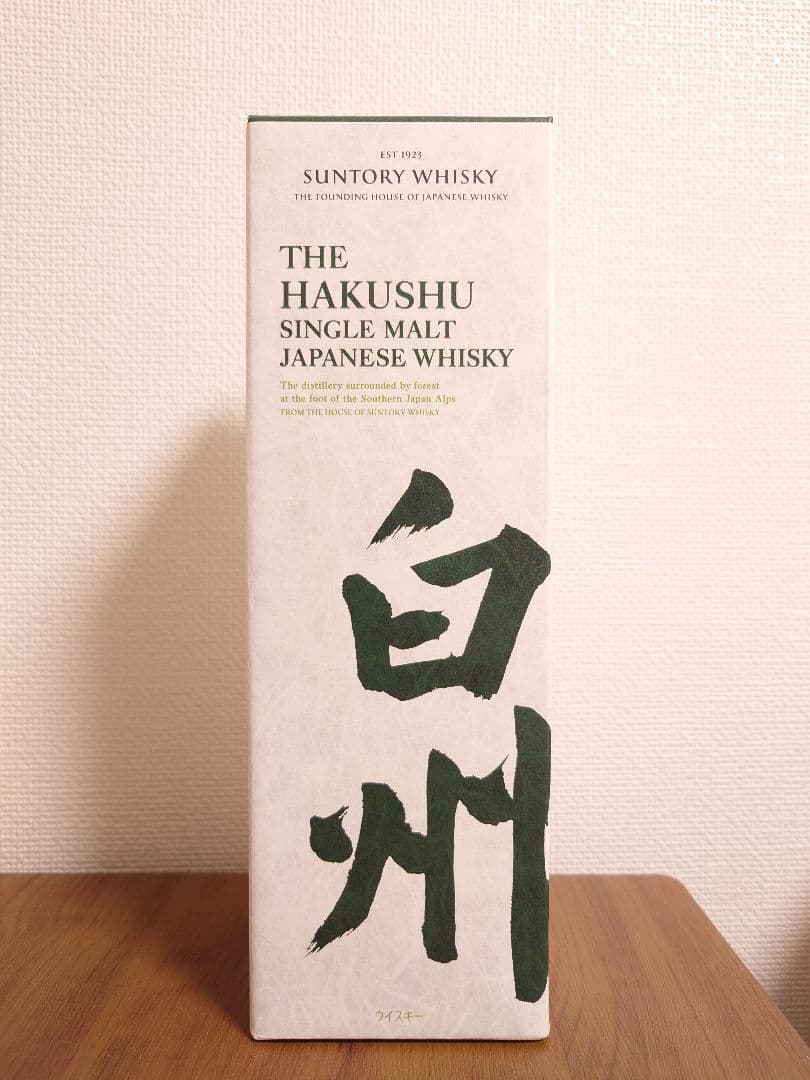 EST 1923
SUNTORY WHISKY
THE FOUNDING HOUSE OF JAPANESE WHISKY
THE
HAKUSHU
SINGLE MALT
JAPANESE WHISKY
The distillery surrounded by forest
at the foot of the Southern Japan Alps
FROM THE HOUSE OF SUNTORY WHISKY
白
州
ウイスキー